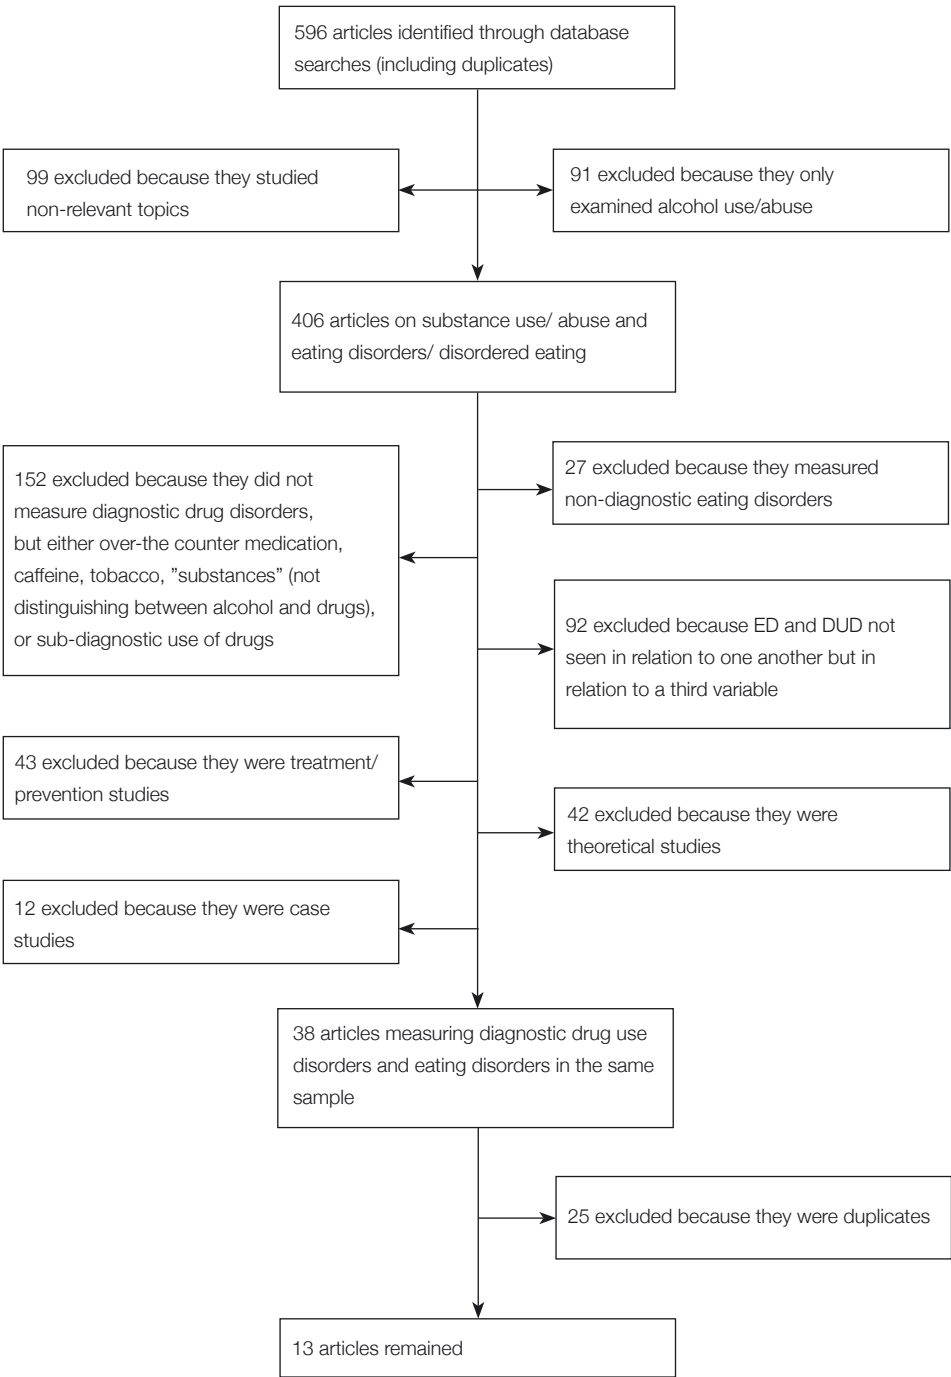 596 articles identified through database
searches (including duplicates)
99 excluded because they studied
non-relevant topics
91 excluded because they only
examined alcohol use/abuse
406 articles on substance use/ abuse and
eating disorders/ disordered eating
152 excluded because they did not
measure diagnostic drug disorders,
but either over-the counter medication,
caffeine, tobacco, ”substances” (not
distinguishing between alcohol and drugs),
or sub-diagnostic use of drugs
27 excluded because they measured
non-diagnostic eating disorders
92 excluded because ED and DUD not
seen in relation to one another but in
relation to a third variable
43 excluded because they were treatment/
prevention studies
42 excluded because they were
theoretical studies
12 excluded because they were case
studies
38 articles measuring diagnostic drug use
disorders and eating disorders in the same
sample
25 excluded because they were duplicates
13 articles remained